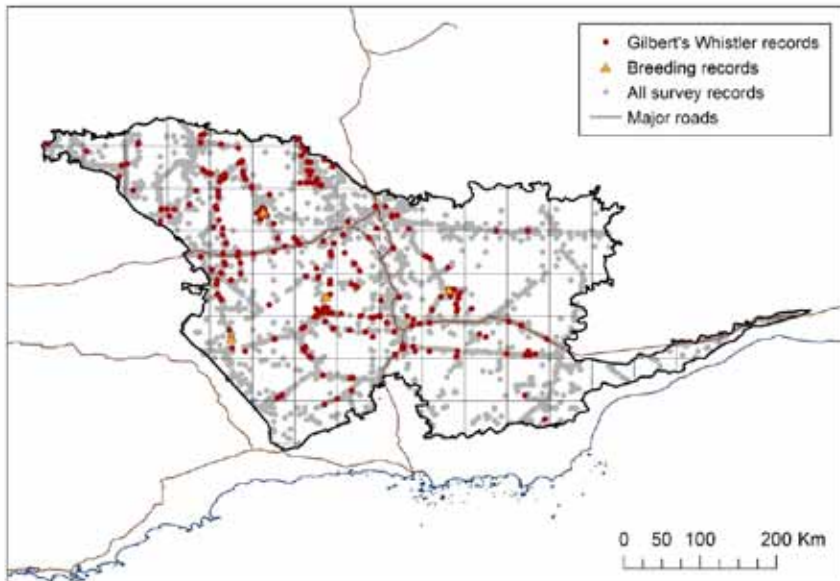 Gilbert's Whistler records
Breeding records
All survey records
Major roads
0 50 100 200 Km